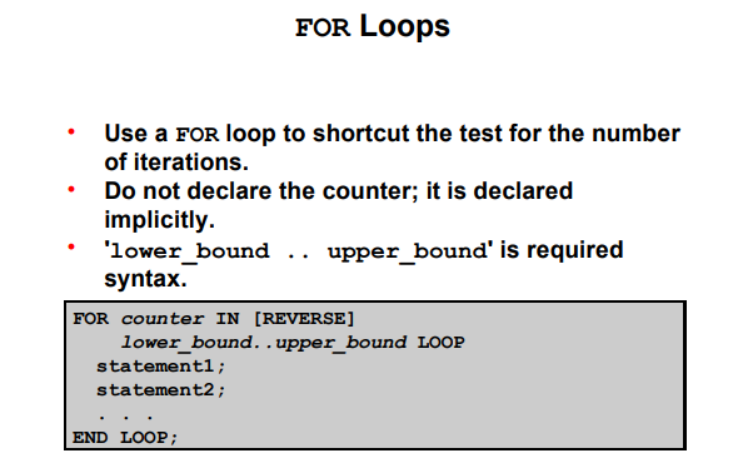 FOR Loops
• Use a FOR loop to shortcut the test for the number
of iterations.
• Do not declare the counter; it is declared
implicitly.
• 'lower_bound .. upper_bound' is required
syntax.
FOR counter IN [REVERSE]
lower_bound..upper_bound LOOP
statement1;
statement2;
. . .
END LOOP;